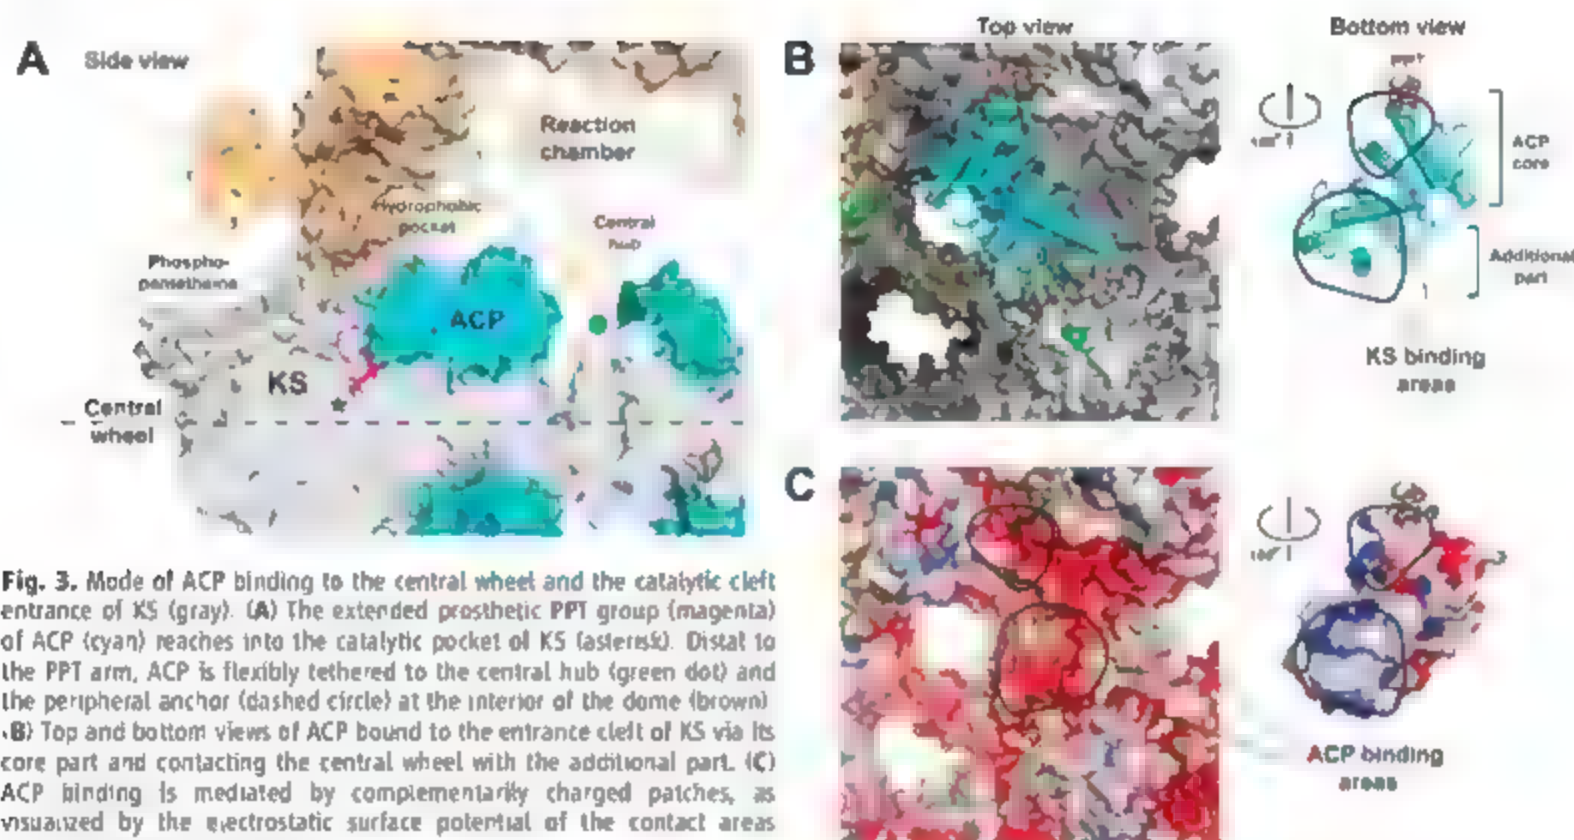 A
Side view
Reaction
chamber
Hydrophobic
pocket
Central
hub
Phospho-
pantetheine
ACP
KS
Central
wheel
B
Top view
Bottom view
PPT
ACP
core
Additional
part
KS binding
areas
C
ACP binding
areas
Fig. 3. Mode of ACP binding to the central wheel and the catalytic cleft
entrance of KS (gray). (A) The extended prosthetic PPT group (magenta)
of ACP (cyan) reaches into the catalytic pocket of KS (asterisk). Distal to
the PPT arm, ACP is flexibly tethered to the central hub (green dot) and
the peripheral anchor (dashed circle) at the interior of the dome (brown)
(B) Top and bottom views of ACP bound to the entrance cleft of KS via its
core part and contacting the central wheel with the additional part. (C)
ACP binding is mediated by complementarily charged patches, as
visualized by the electrostatic surface potential of the contact areas